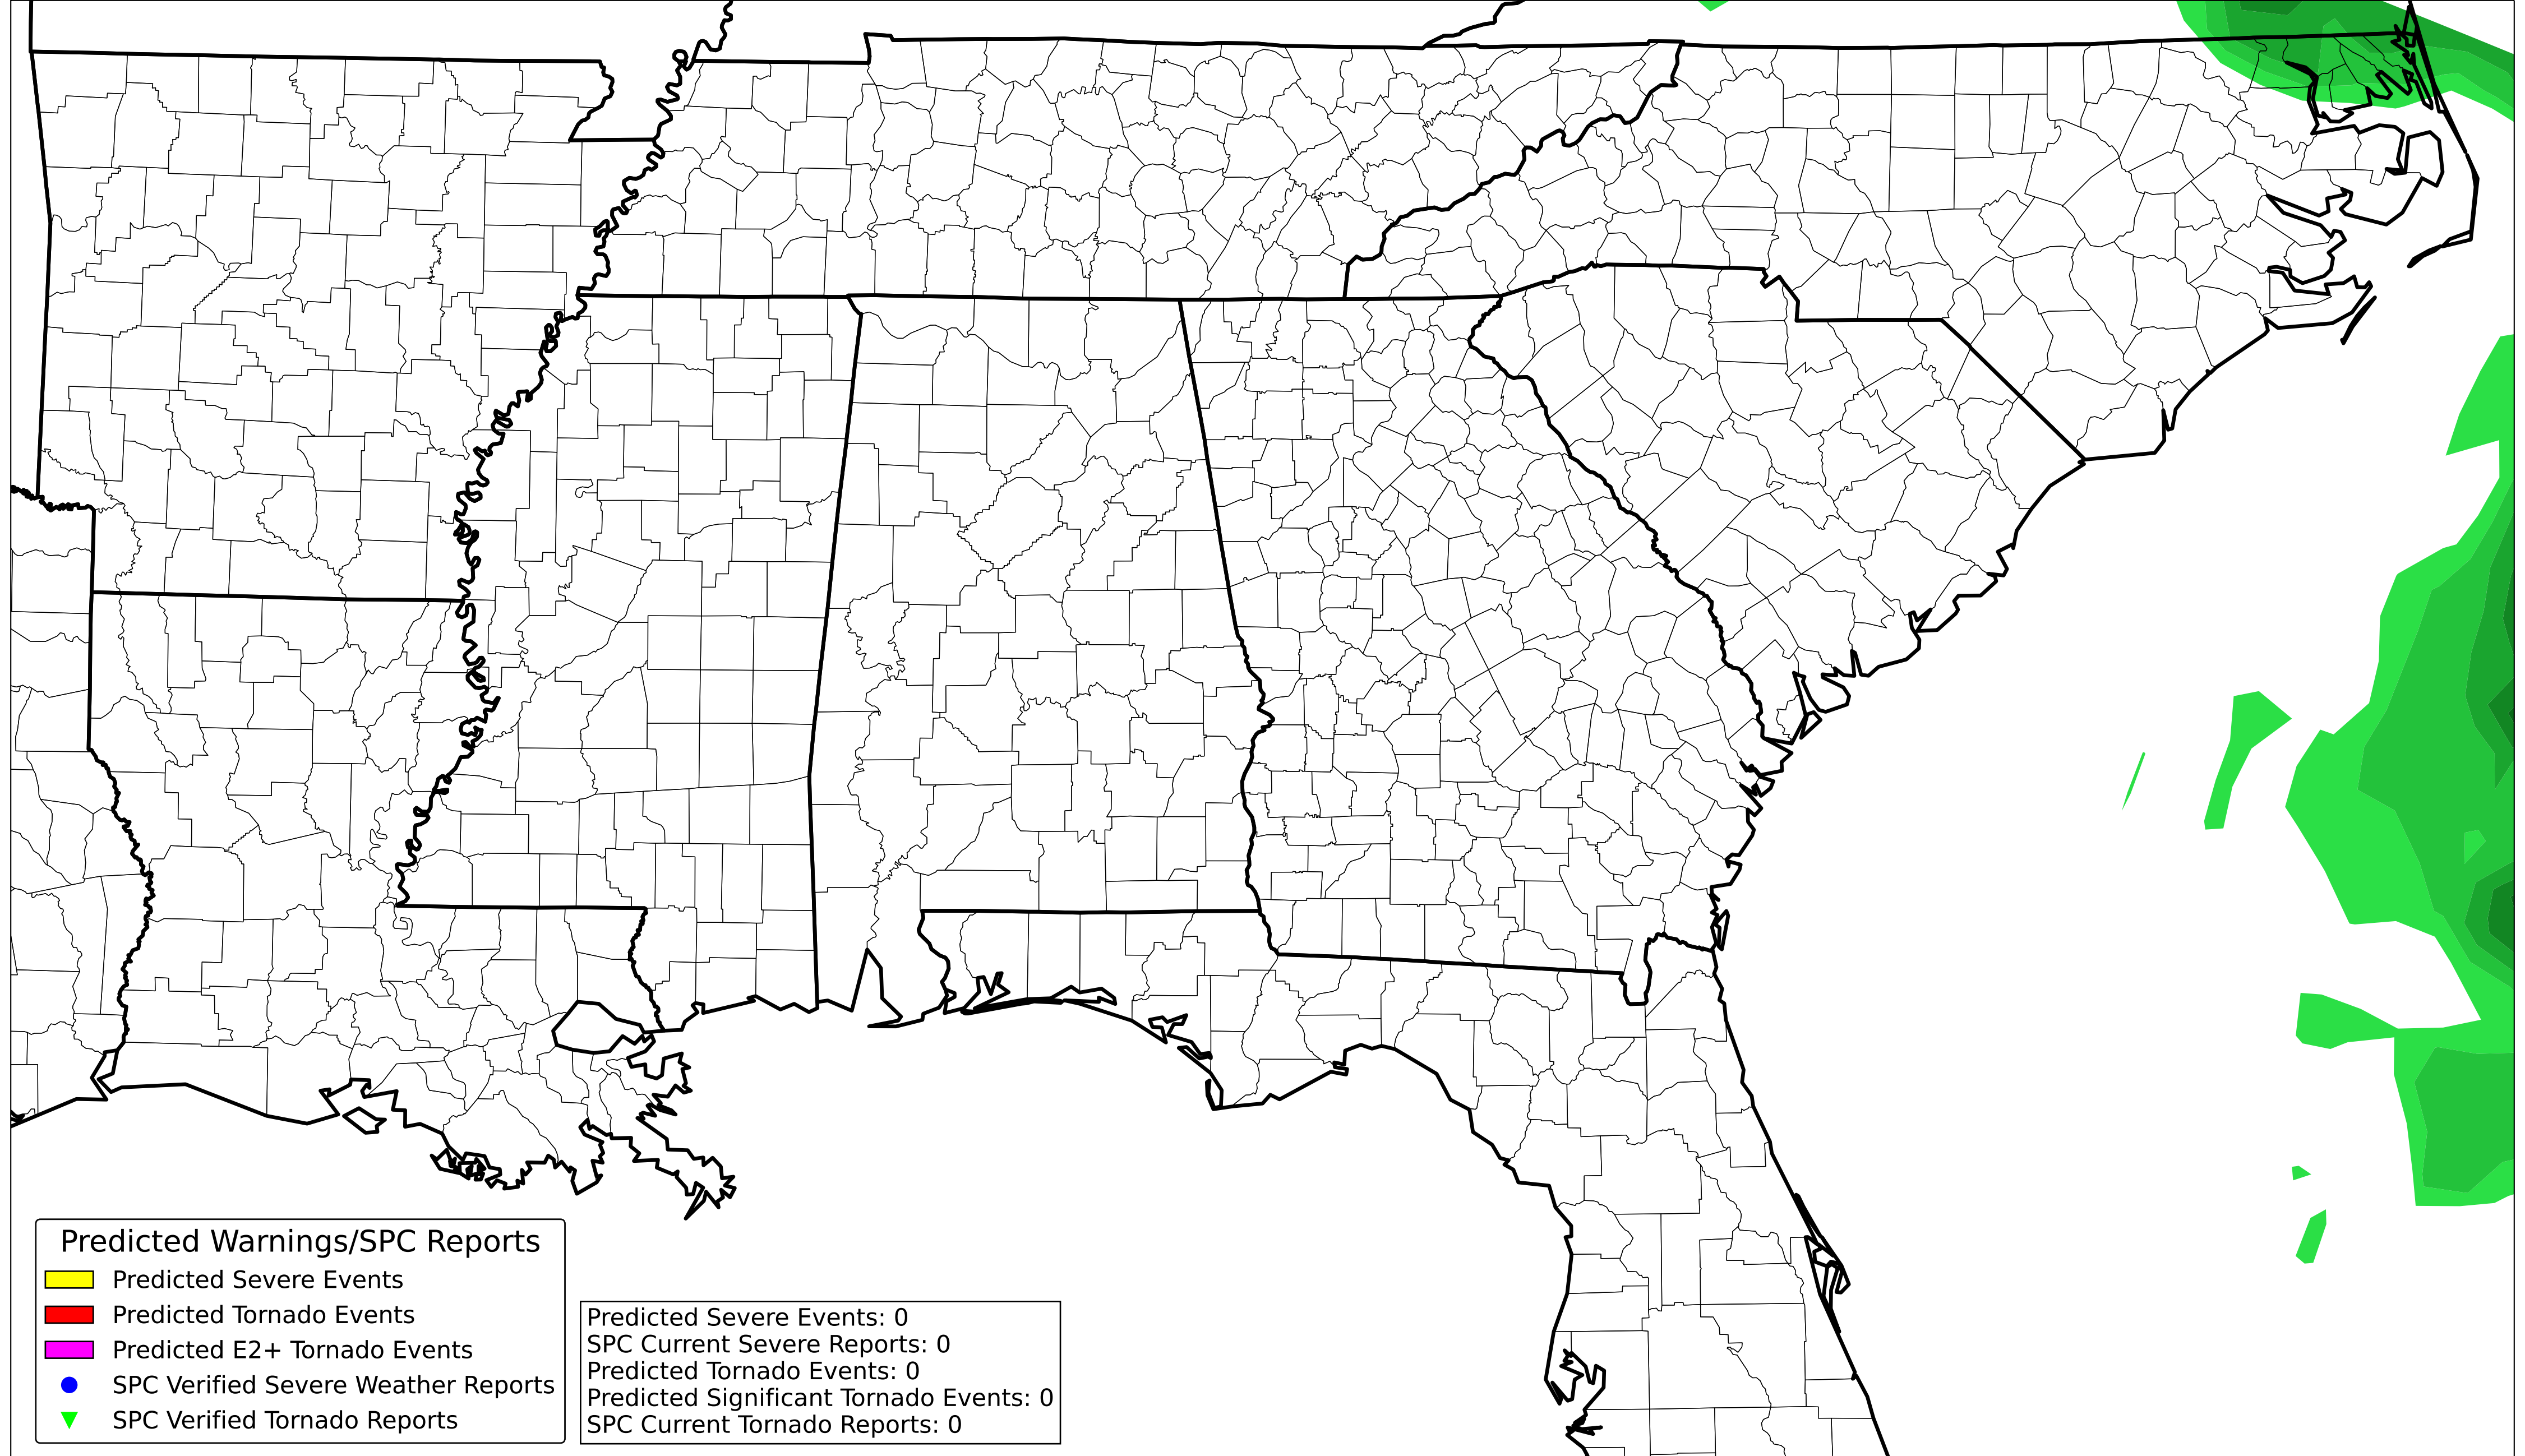 Predicted Warnings/SPC Reports
Predicted Severe Events
Predicted Tornado Events
Predicted E2+ Tornado Events
SPC Verified Severe Weather Reports
SPC Verified Tornado Reports
Predicted Severe Events: 0
SPC Current Severe Reports: 0
Predicted Tornado Events: 0
Predicted Significant Tornado Events: 0
SPC Current Tornado Reports: 0